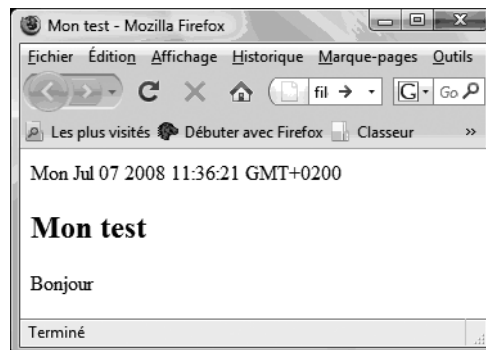 Mon test - Mozilla Firefox
Fichier Édition Affichage Historique Marque-pages Outils
fil G Go
Les plus visités Débuter avec Firefox Classeur »
Mon Jul 07 2008 11:36:21 GMT+0200
Mon test
Bonjour
Terminé